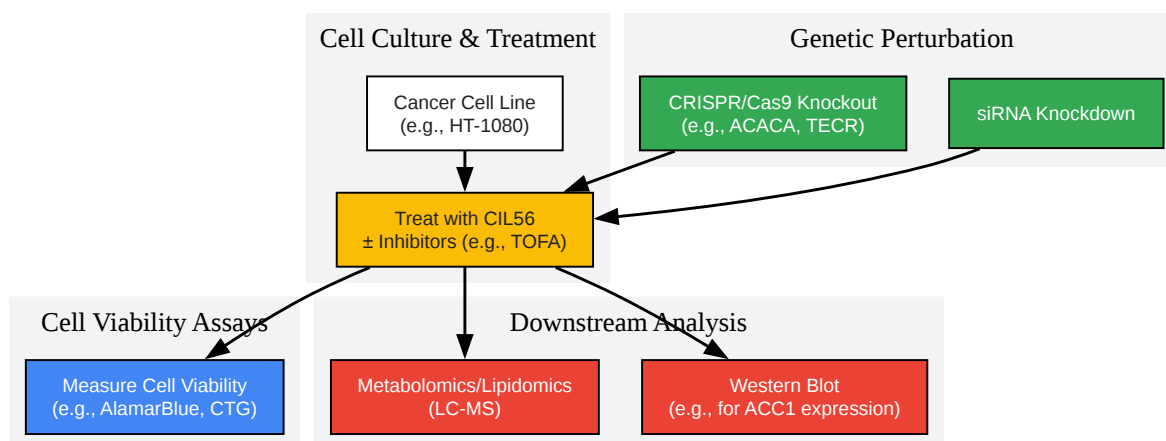 Cell Culture & Treatment
Genetic Perturbation
Cancer Cell Line
(e.g., HT-1080)
CRISPR/Cas9 Knockout
(e.g., ACACA, TECR)
siRNA Knockdown
Treat with CIL56
± Inhibitors (e.g., TOFA)
Cell Viability Assays
Downstream Analysis
Measure Cell Viability
(e.g., AlamarBlue, CTG)
Metabolomics/Lipidomics
(LC-MS)
Western Blot
(e.g., for ACC1 expression)